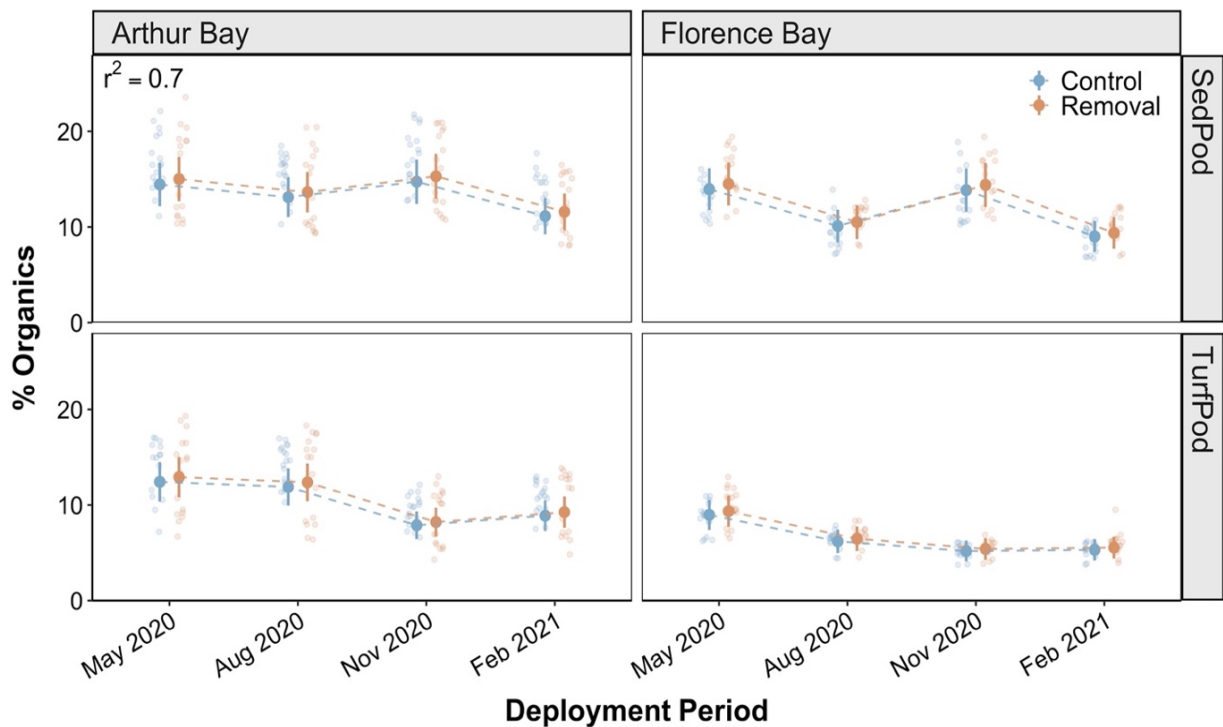 Arthur Bay
Florence Bay
r² = 0.7
Control
Removal
SedPod
20
10
0
% Organics
TurfPod
20
10
0
May 2020
Aug 2020
Nov 2020
Feb 2021
May 2020
Aug 2020
Nov 2020
Feb 2021
Deployment Period